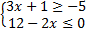 3x + 1 ≥ −5
12 − 2x ≤ 0